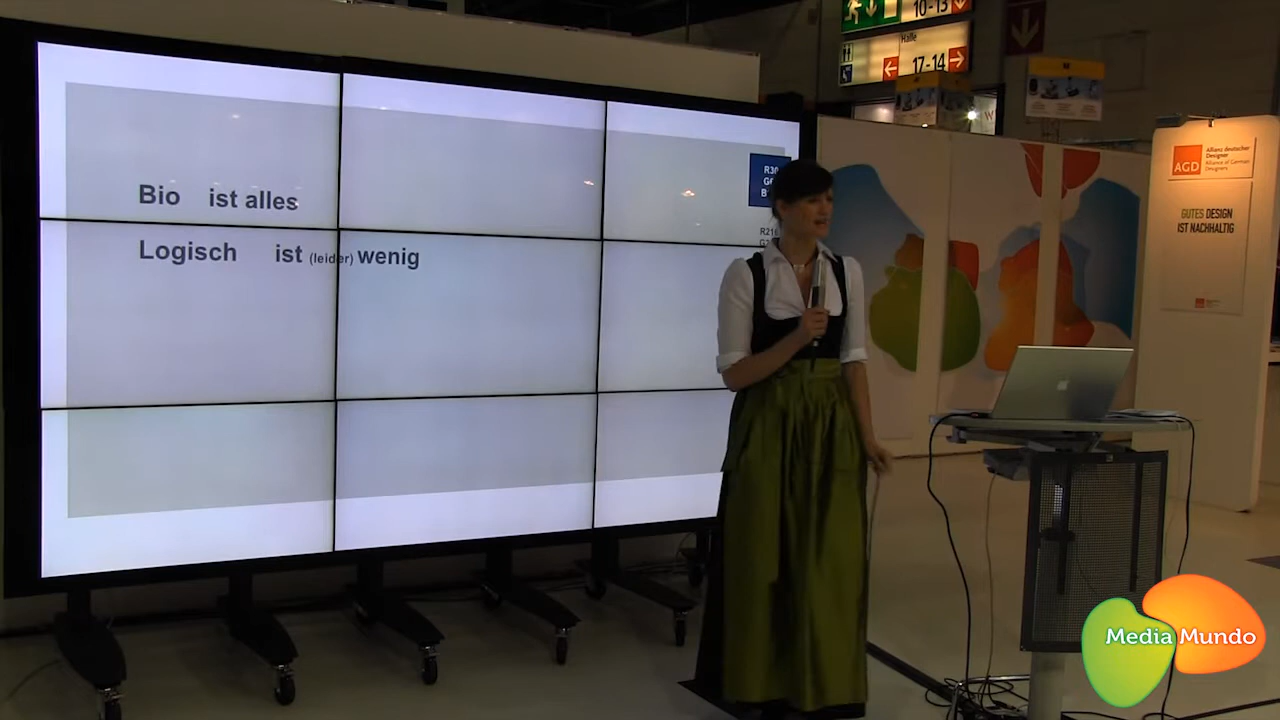 Bio ist alles
Logisch ist (leider) wenig
10-13
Halle
17-14
AGD
Allianz deutscher
Designer
Alliance of German
Designers
GUTES DESIGN
IST NACHHALTIG
Media Mundo